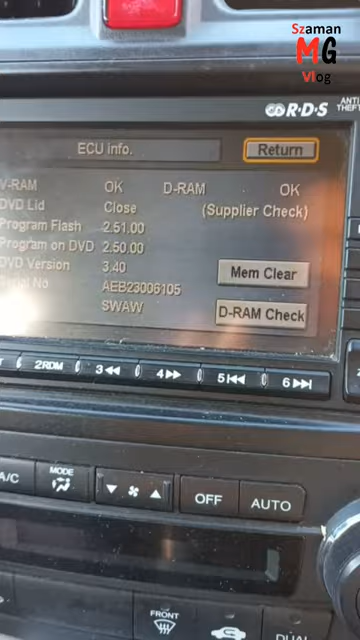 Szaman
MG
Vlog
R·D·S
ANTI
THEFT
ECU info.
Return
V-RAM OK D-RAM OK
DVD Lid Close (Supplier Check)
Program Flash 2.51.00
Program on DVD 2.50.00
DVD Version 3.40
Serial No AEB23006105
SWAW
Mem Clear
D-RAM Check
2RDM 3 4 5 6
A/C MODE OFF AUTO
FRONT DUAL